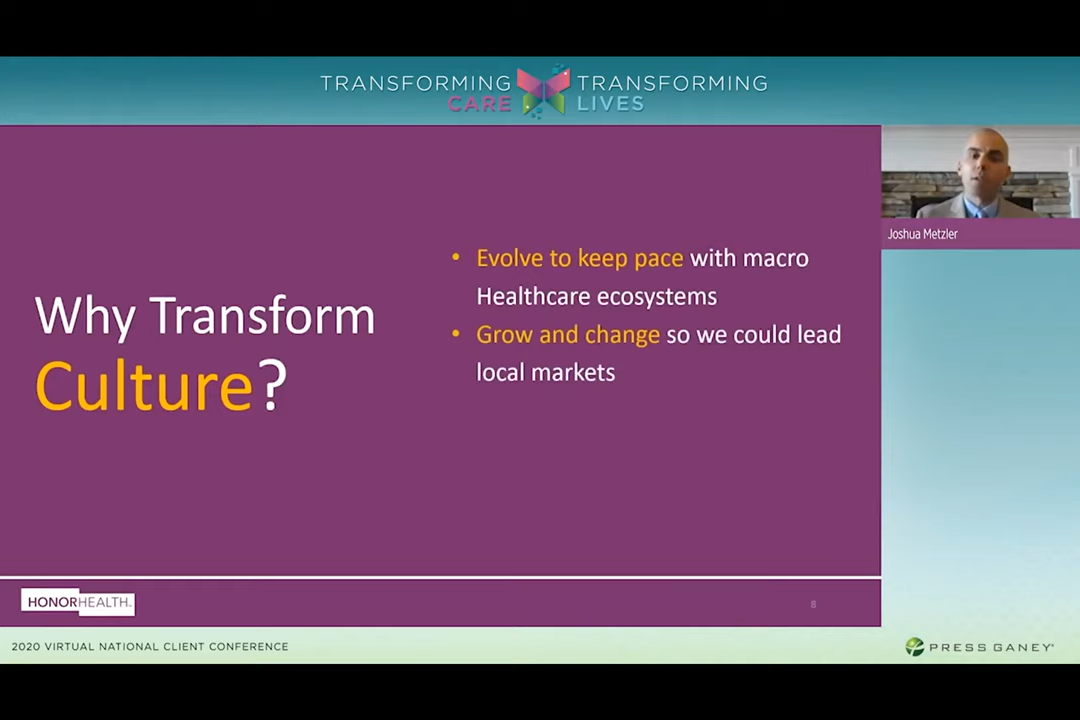 TRANSFORMING TRANSFORMING
CARE LIVES
Joshua Metzler
Why Transform
Culture?
• Evolve to keep pace with macro
Healthcare ecosystems
• Grow and change so we could lead
local markets
HONORHEALTH.
8
2020 VIRTUAL NATIONAL CLIENT CONFERENCE
PRESS GANEY